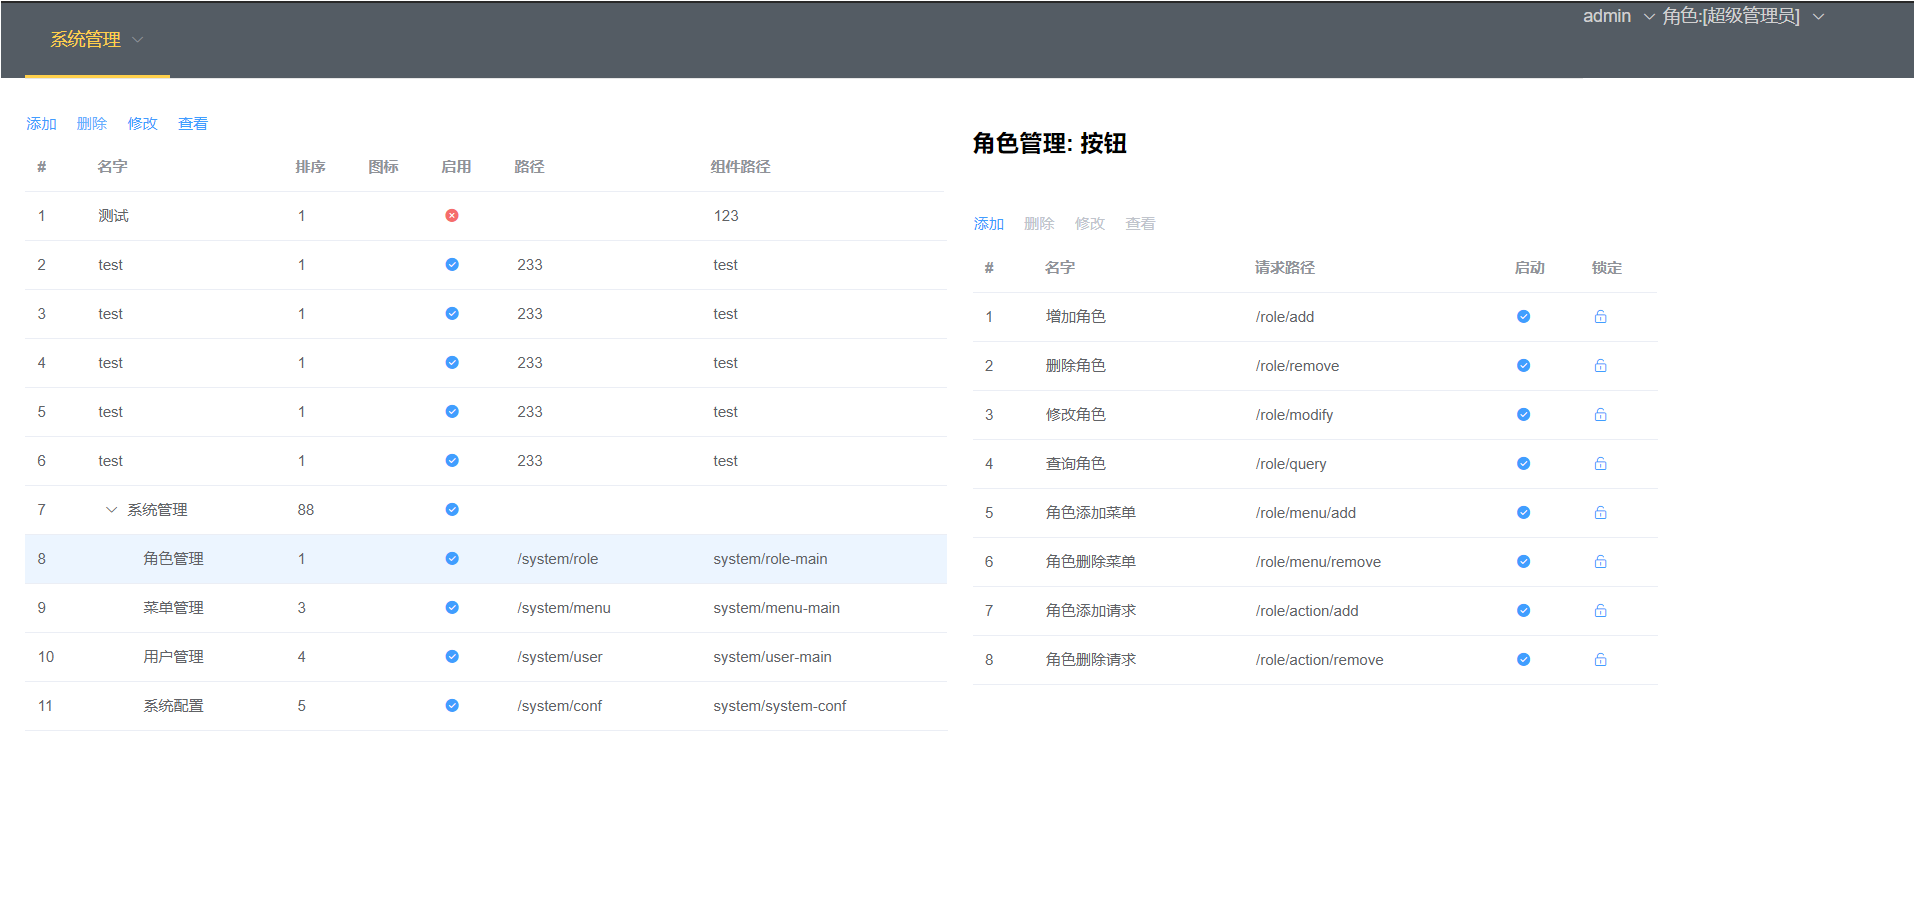 系统管理
admin 角色:[超级管理员]
添加 删除 修改 查看
# 名字 排序 图标 启用 路径 组件路径
1 测试 1 123
2 test 1 233 test
3 test 1 233 test
4 test 1 233 test
5 test 1 233 test
6 test 1 233 test
7 系统管理 88
8 角色管理 1 /system/role system/role-main
9 菜单管理 3 /system/menu system/menu-main
10 用户管理 4 /system/user system/user-main
11 系统配置 5 /system/conf system/system-conf
角色管理: 按钮
添加 删除 修改 查看
# 名字 请求路径 启动 锁定
1 增加角色 /role/add
2 删除角色 /role/remove
3 修改角色 /role/modify
4 查询角色 /role/query
5 角色添加菜单 /role/menu/add
6 角色删除菜单 /role/menu/remove
7 角色添加请求 /role/action/add
8 角色删除请求 /role/action/remove